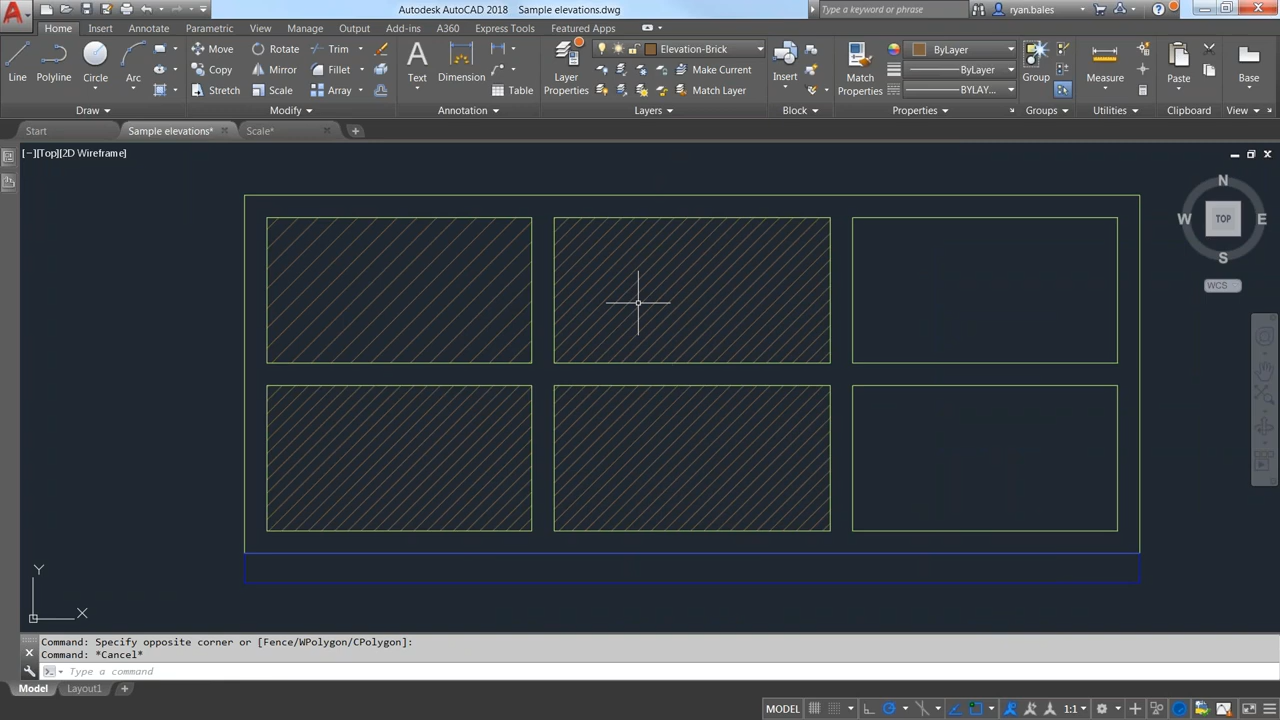 Autodesk AutoCAD 2018 Sample elevations.dwg
Type a keyword or phrase
ryan.bales
Home Insert Annotate Parametric View Manage Output Add-ins A360 Express Tools Featured Apps
Line
Polyline
Circle
Arc
Move Rotate Trim
Copy Mirror Fillet
Stretch Scale Array
Text
Dimension
Table
Layer
Properties
Elevation-Brick
Make Current
Match Layer
Insert
Match
Properties
ByLayer
ByLayer
BYLAY...
Group
Measure
Paste
Base
Draw Modify Annotation Layers Block Properties Groups Utilities Clipboard View
Start Sample elevations* Scale*
[−][Top][2D Wireframe]
N
W TOP E
S
WCS
Y
X
Command: Specify opposite corner or [Fence/WPolygon/CPolygon]:
Command: *Cancel*
Type a command
Model Layout1
MODEL 1:1